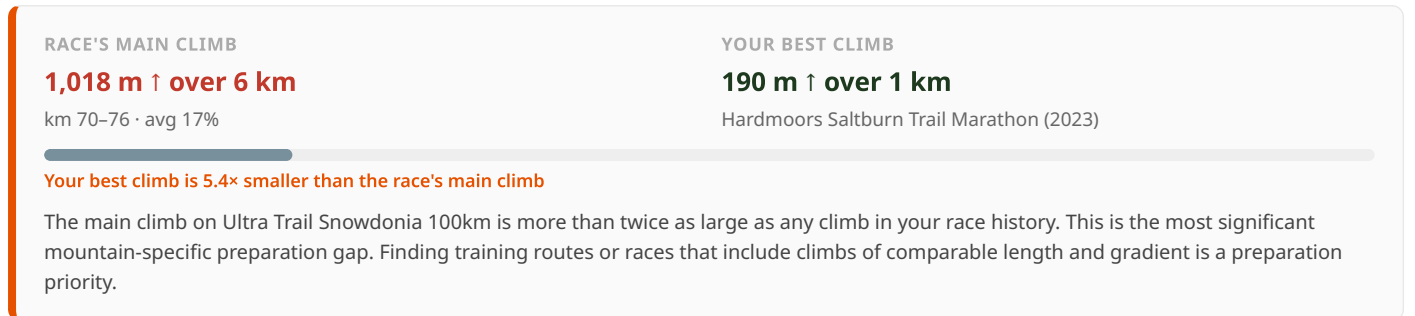 RACE'S MAIN CLIMB
1,018 m ↑ over 6 km
km 70–76 · avg 17%
YOUR BEST CLIMB
190 m ↑ over 1 km
Hardmoors Saltburn Trail Marathon (2023)
Your best climb is 5.4× smaller than the race's main climb
The main climb on Ultra Trail Snowdonia 100km is more than twice as large as any climb in your race history. This is the most significant
mountain-specific preparation gap. Finding training routes or races that include climbs of comparable length and gradient is a preparation
priority.